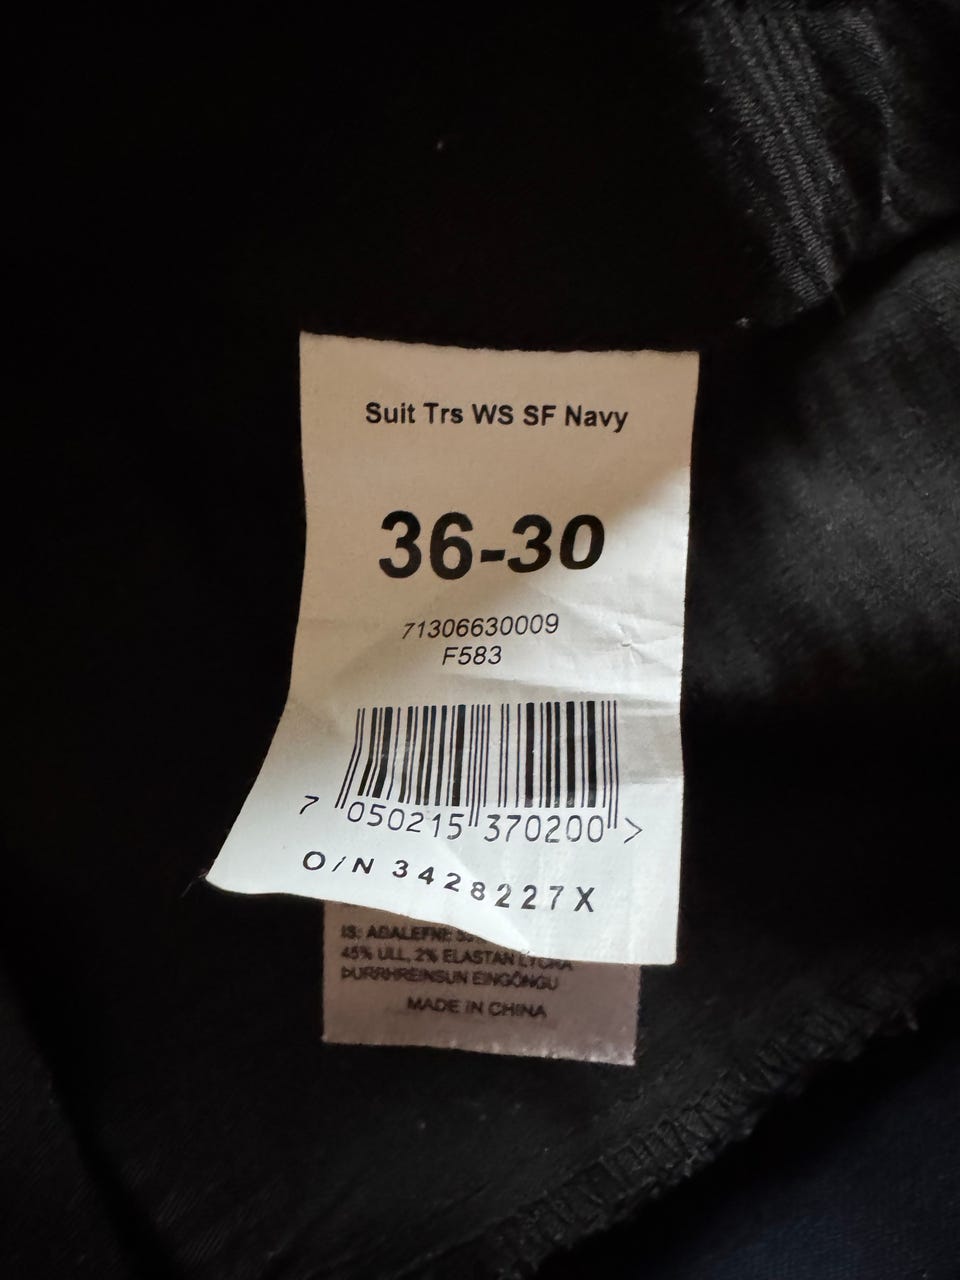 Suit Trs WS SF Navy
36-30
71306630009
F583
7 050215 370200 >
O/N 3428227X
IS: AÐALEFNE
45% ULL, 2% ELASTAN LYCRA
ÞURRHREINSUN EINGÖNGU
MADE IN CHINA